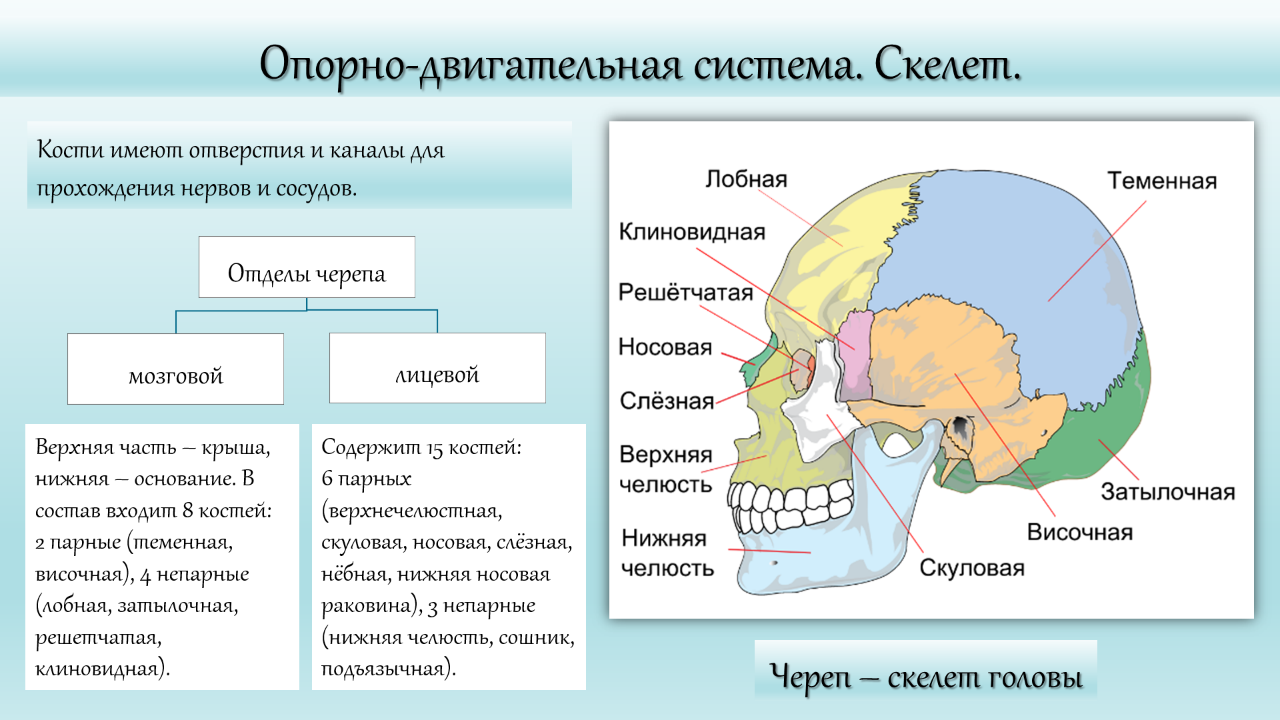 Опорно-двигательная система. Скелет.
Кости имеют отверстия и каналы для
прохождения нервов и сосудов.
Отделы черепа
мозговой
лицевой
Верхняя часть – крыша,
нижняя – основание. В
состав входит 8 костей:
2 парные (теменная,
височная), 4 непарные
(лобная, затылочная,
решетчатая,
клиновидная).
Содержит 15 костей:
6 парных
(верхнечелюстная,
скуловая, носовая, слёзная,
нёбная, нижняя носовая
раковина), 3 непарные
(нижняя челюсть, сошник,
подъязычная).
Лобная
Теменная
Клиновидная
Решётчатая
Носовая
Слёзная
Верхняя
челюсть
Нижняя
челюсть
Затылочная
Височная
Скуловая
Череп – скелет головы